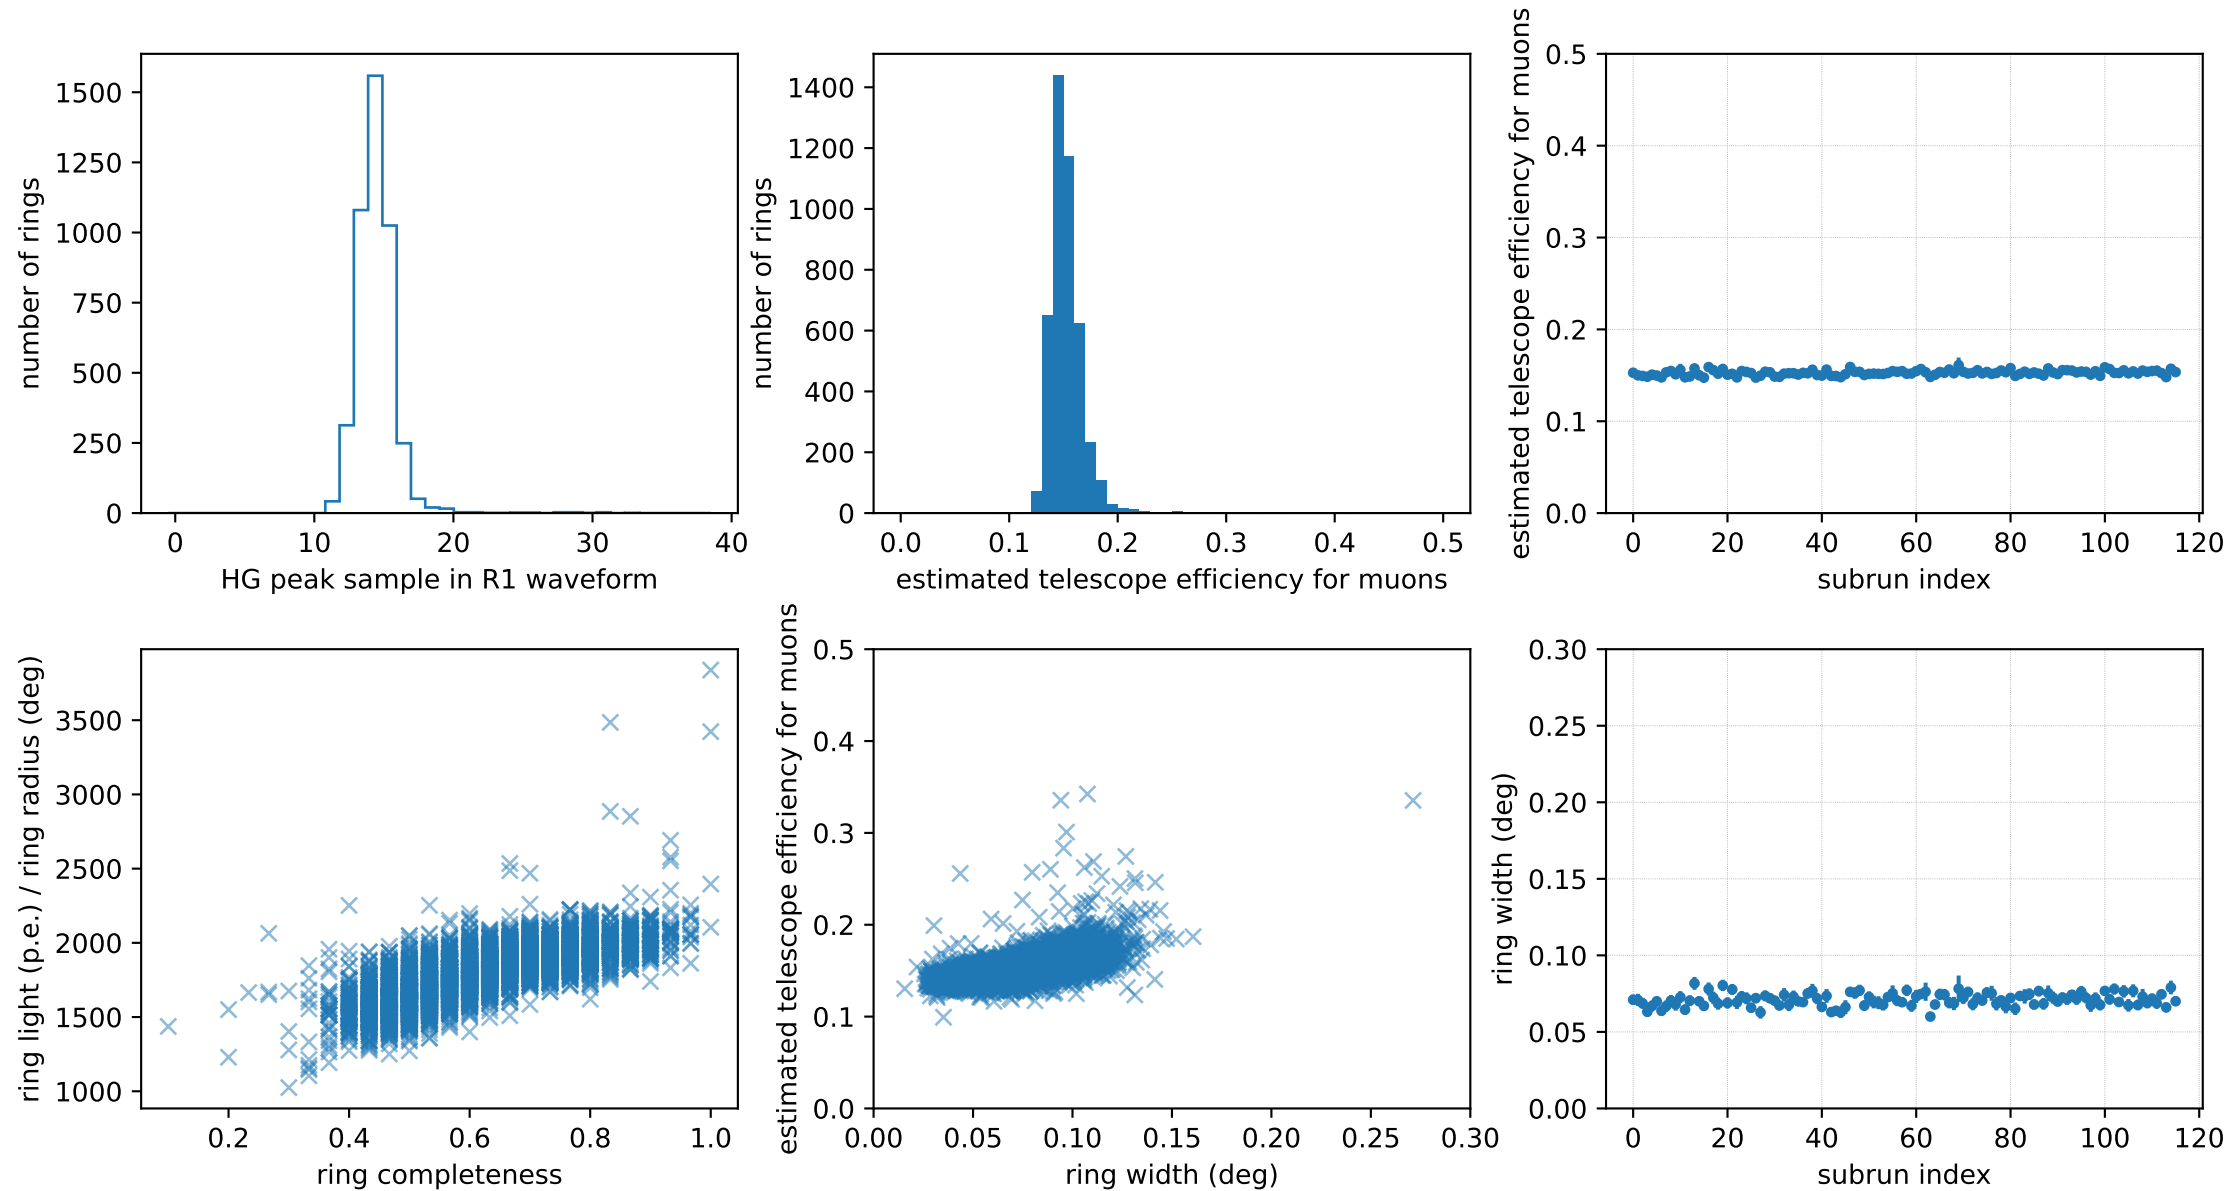 number of rings
1500
1250
1000
750
500
250
0
0 10 20 30 40
HG peak sample in R1 waveform
number of rings
1400
1200
1000
800
600
400
200
0
0.0 0.1 0.2 0.3 0.4 0.5
estimated telescope efficiency for muons
estimated telescope efficiency for muons
0.5
0.4
0.3
0.2
0.1
0.0
0 20 40 60 80 100 120
subrun index
ring light (p.e.) / ring radius (deg)
3500
3000
2500
2000
1500
1000
0.2 0.4 0.6 0.8 1.0
ring completeness
estimated telescope efficiency for muons
0.5
0.4
0.3
0.2
0.1
0.0
0.00 0.05 0.10 0.15 0.20 0.25 0.30
ring width (deg)
ring width (deg)
0.30
0.25
0.20
0.15
0.10
0.05
0.00
0 20 40 60 80 100 120
subrun index